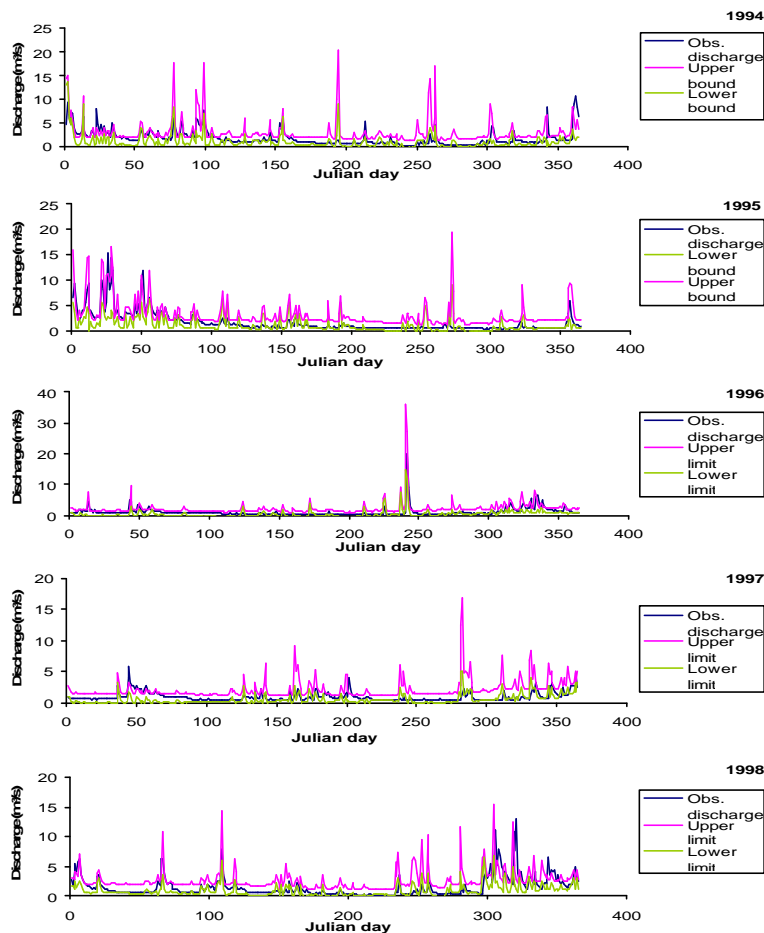 1994
Discharge(m³/s)
25
20
15
10
5
0
0 50 100 150 200 250 300 350 400
Julian day
Obs.
discharge
Upper
bound
Lower
bound
1995
Discharge(m³/s)
25
20
15
10
5
0
0 50 100 150 200 250 300 350 400
Julian day
Obs.
discharge
Lower
bound
Upper
bound
1996
Discharge(m³/s)
40
30
20
10
0
0 50 100 150 200 250 300 350 400
Julian day
Obs.
discharge
Upper
limit
Lower
limit
1997
Discharge(m³/s)
20
15
10
5
0
0 50 100 150 200 250 300 350 400
Julian day
Obs.
discharge
Upper
limit
Lower
limit
1998
Discharge(m³/s)
20
15
10
5
0
0 100 200 300 400
Julian day
Obs.
discharge
Upper
limit
Lower
limit